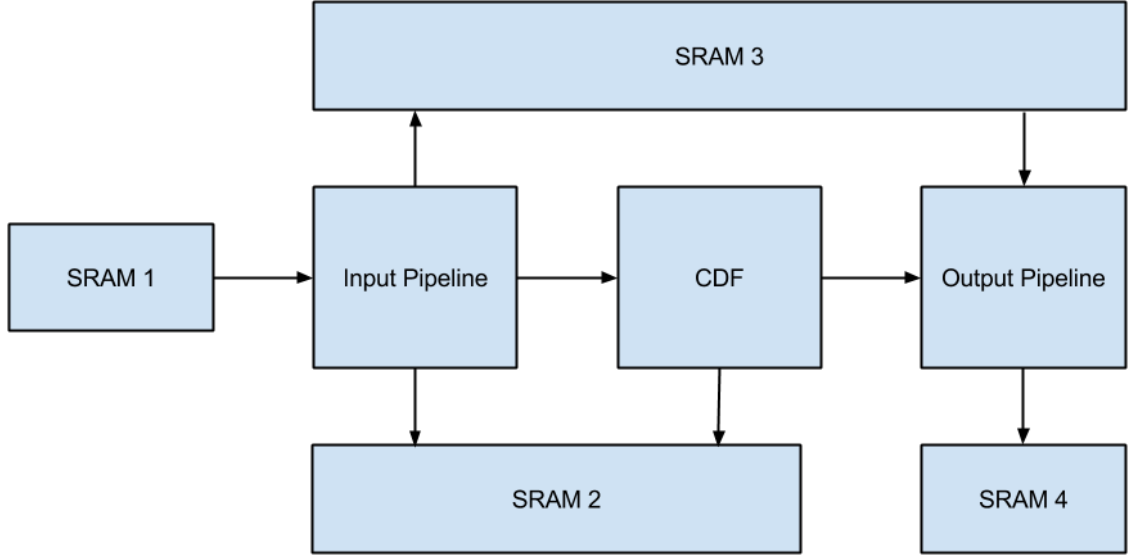 SRAM 3
SRAM 1
Input Pipeline
CDF
Output Pipeline
SRAM 2
SRAM 4